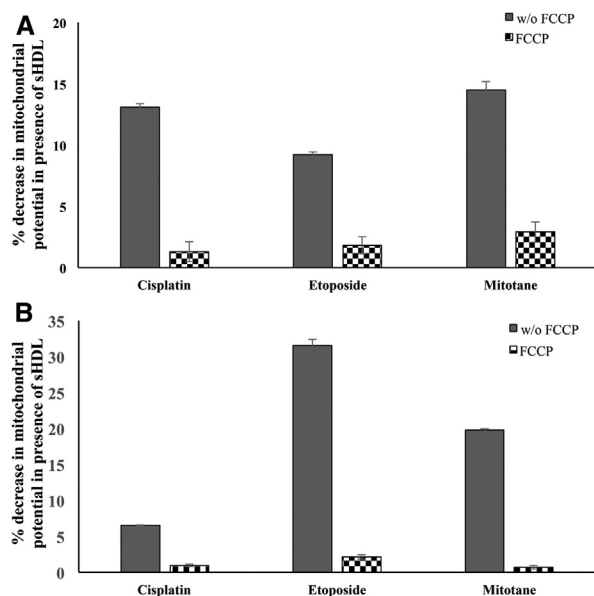 A
% decrease in mitochondrial
potential in presence of sHDL
20
15
10
5
0
w/o FCCP
FCCP
Cisplatin Etoposide Mitotane
B
% decrease in mitochondrial
potential in presence of sHDL
35
30
25
20
15
10
5
0
w/o FCCP
FCCP
Cisplatin Etoposide Mitotane